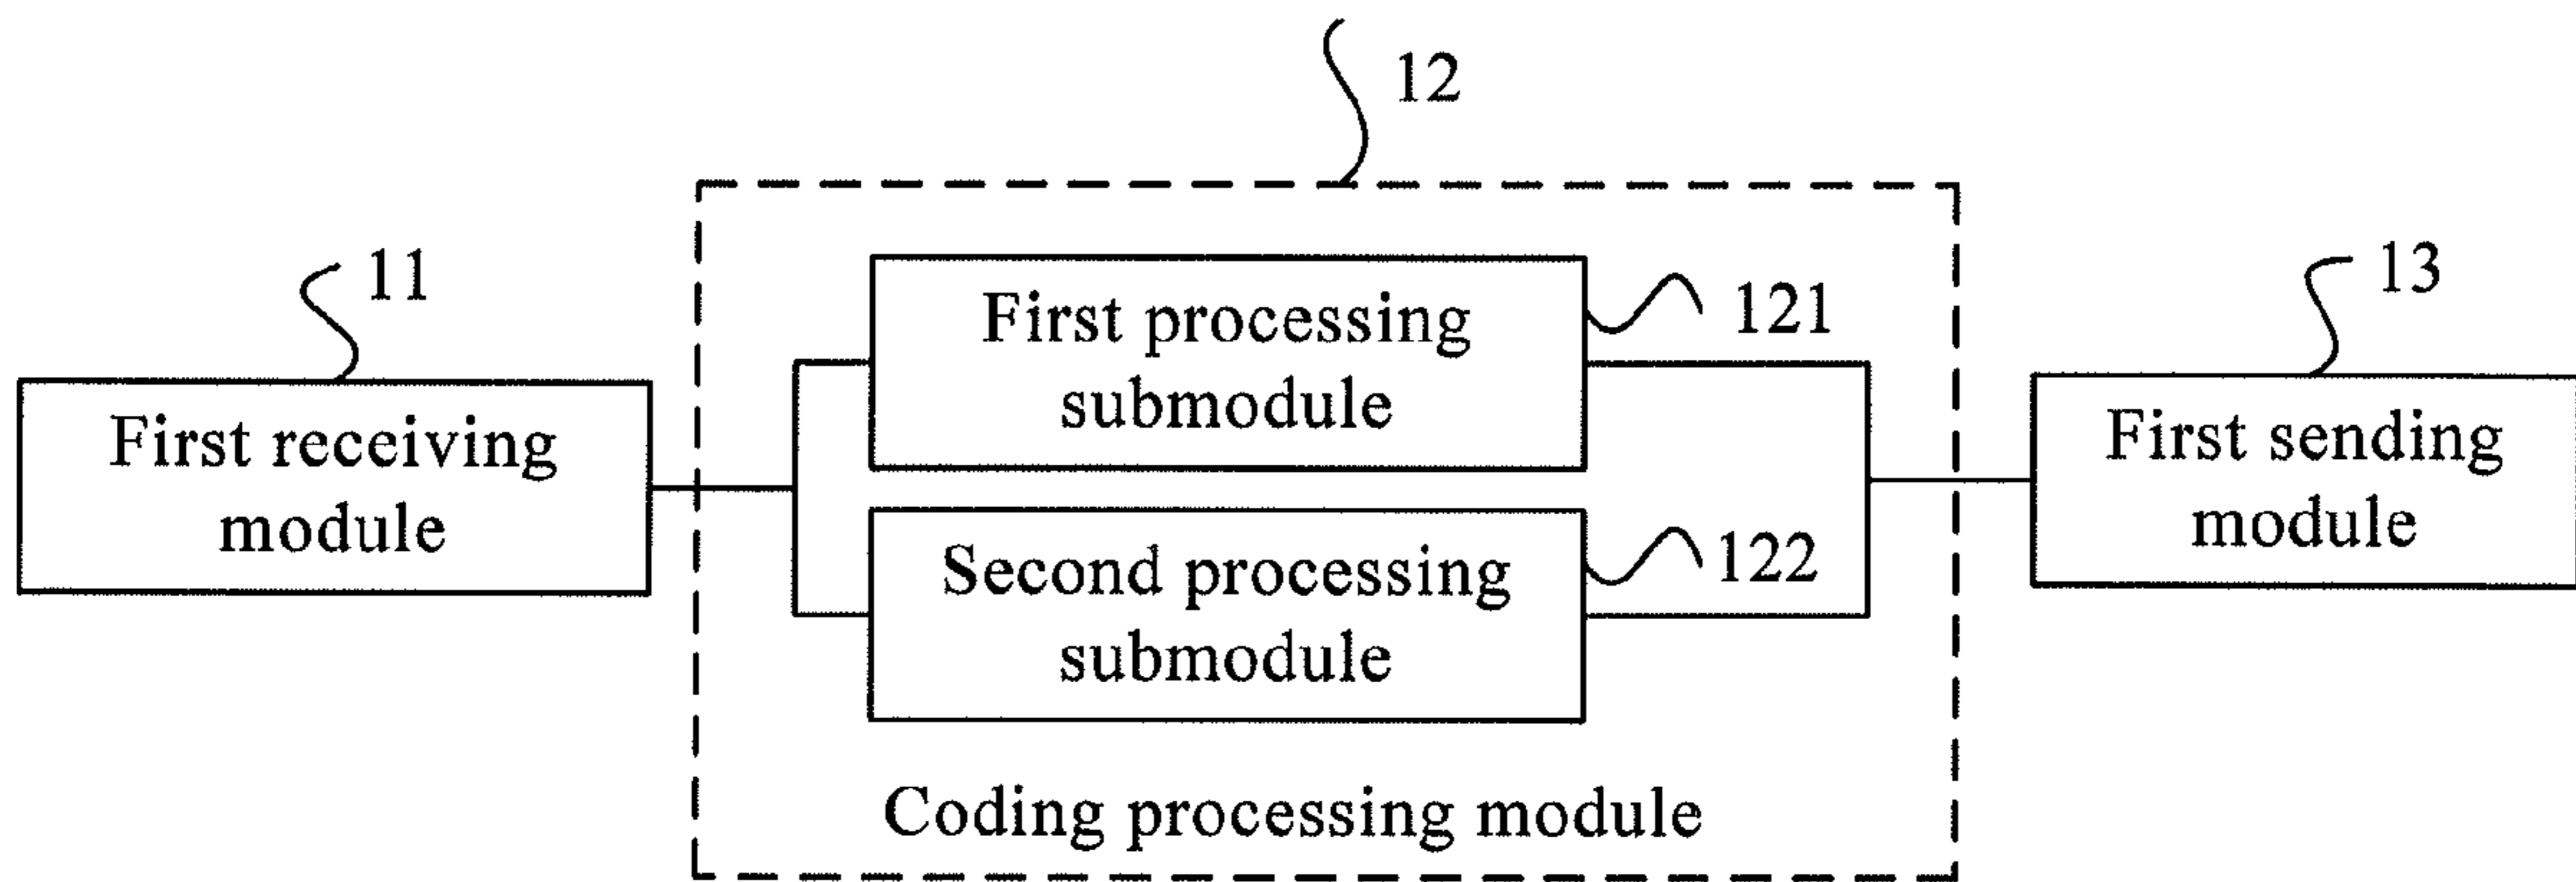 12
11
First processing
submodule
121
13
First receiving
module
First sending
module
Second processing
submodule
122
Coding processing module